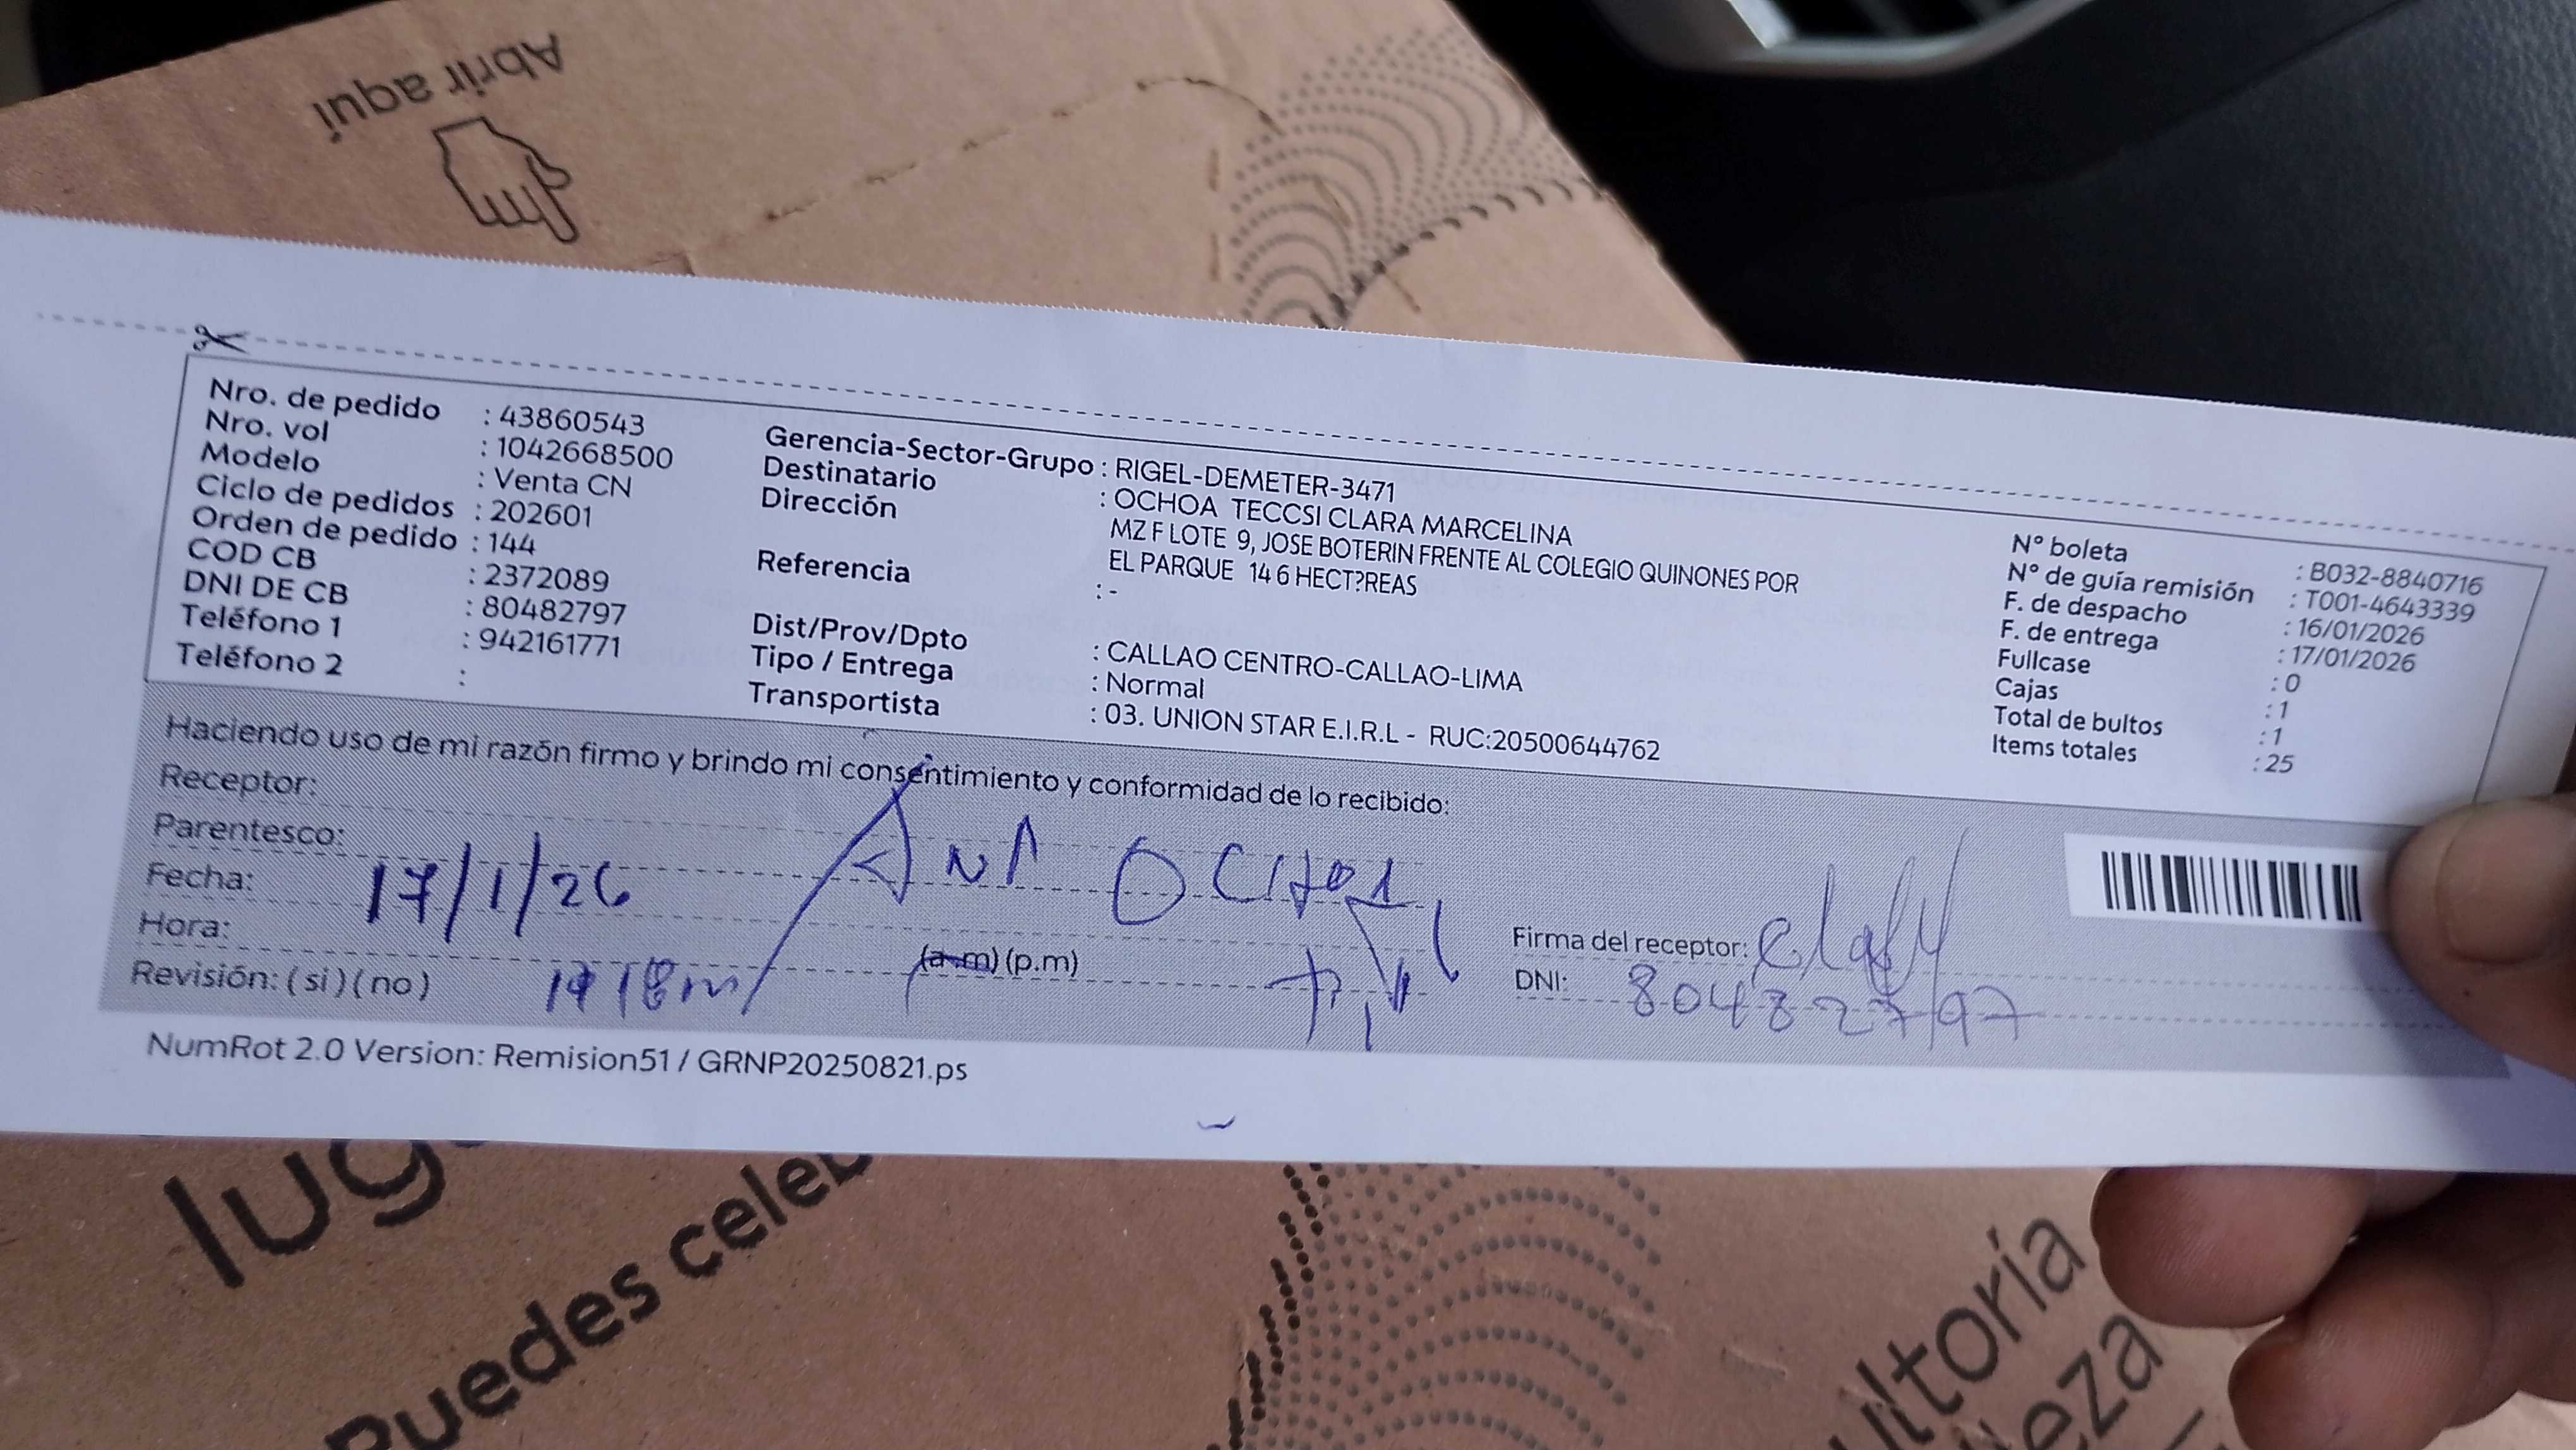 Abrir aquí
Nro. de pedido : 43860543
Nro. vol : 1042668500
Modelo : Venta CN
Ciclo de pedidos : 202601
Orden de pedido : 144
COD CB : 2372089
DNI DE CB : 80482797
Teléfono 1 : 942161771
Teléfono 2 :
Gerencia-Sector-Grupo : RIGEL-DEMETER-3471
Destinatario : OCHOA TECCSI CLARA MARCELINA
Dirección : MZ F LOTE 9, JOSE BOTERIN FRENTE AL COLEGIO QUINONES POR
EL PARQUE 14 6 HECT?REAS
Referencia : -
Dist/Prov/Dpto : CALLAO CENTRO-CALLAO-LIMA
Tipo / Entrega : Normal
Transportista : 03. UNION STAR E.I.R.L - RUC:20500644762
N° boleta : B032-8840716
N° de guía remisión : T001-4643339
F. de despacho : 16/01/2026
F. de entrega : 17/01/2026
Fullcase : 0
Cajas : 1
Total de bultos : 1
Items totales : 25
Haciendo uso de mi razón firmo y brindo mi consentimiento y conformidad de lo recibido:
Receptor:
Parentesco: ANA OCHOA
Fecha: 17/1/26
Hora: (a.m) (p.m)
Revisión: (si) (no)
Firma del receptor:
DNI: 80482797
NumRot 2.0 Version: Remision51 / GRNP20250821.ps
lug
Puedes celeb
ultoría
leza